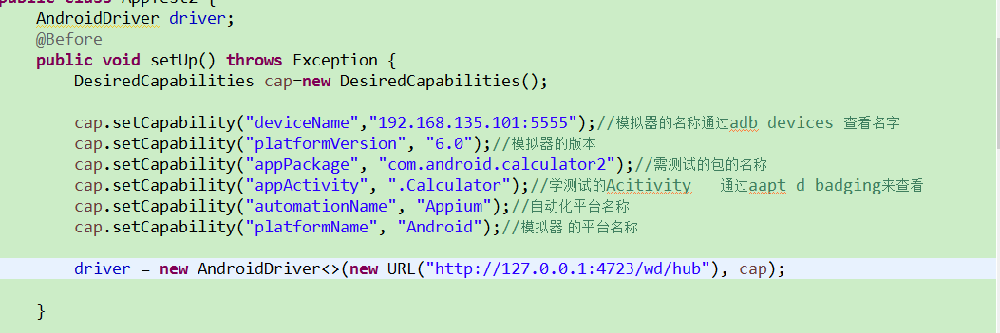 public class AppTest2 {
AndroidDriver driver;
@Before
public void setUp() throws Exception {
DesiredCapabilities cap=new DesiredCapabilities();
cap.setCapability("deviceName","192.168.135.101:5555");//模拟器的名称通过adb devices 查看名字
cap.setCapability("platformVersion", "6.0");//模拟器的版本
cap.setCapability("appPackage", "com.android.calculator2");//需测试的包的名称
cap.setCapability("appActivity", ".Calculator");//学测试的Acitivity 通过aapt d badging来查看
cap.setCapability("automationName", "Appium");//自动化平台名称
cap.setCapability("platformName", "Android");//模拟器 的平台名称
driver = new AndroidDriver<>(new URL("http://127.0.0.1:4723/wd/hub"), cap);
}